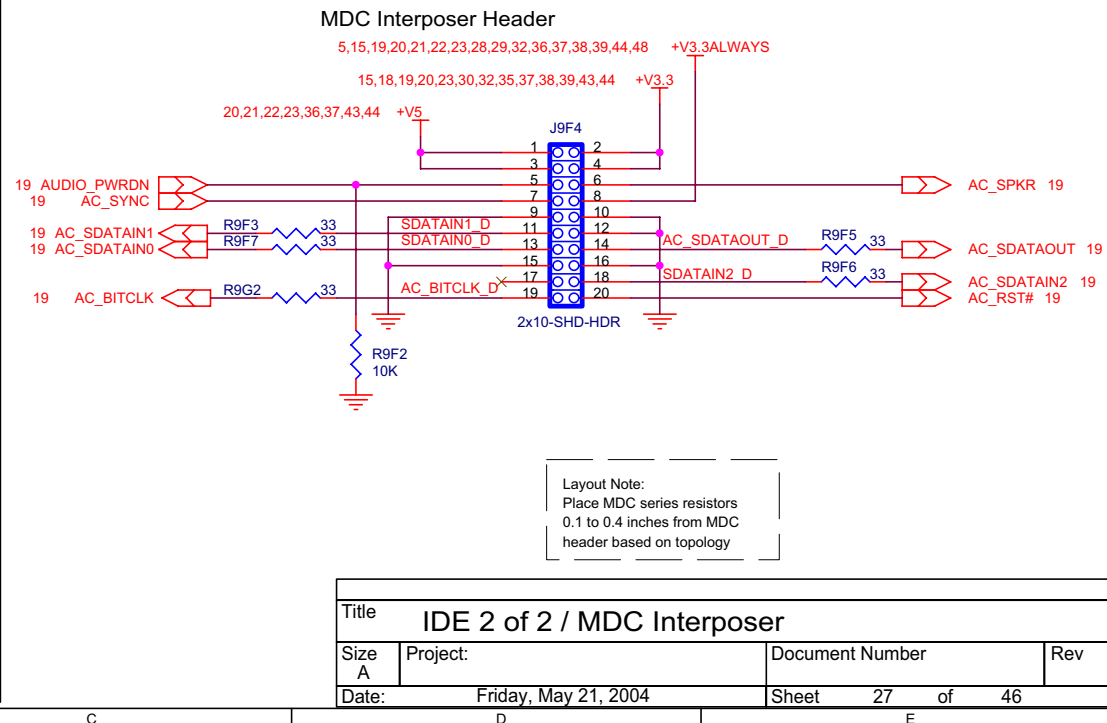 MDC Interposer Header
5,15,19,20,21,22,23,28,29,32,36,37,38,39,44,48 +V3.3ALWAYS
15,18,19,20,23,30,32,35,37,38,39,43,44 +V3.3
20,21,22,23,36,37,43,44 +V5
J9F4
1 2
3 4
19 AUDIO_PWRDN 5 6 AC_SPKR 19
19 AC_SYNC 7 8
9 10
19 AC_SDATAIN1 R9F3 33 SDATAIN1_D 11 12
19 AC_SDATAIN0 R9F7 33 SDATAIN0_D 13 14 AC_SDATAOUT_D R9F5 33 AC_SDATAOUT 19
15 16
17 18 SDATAIN2_D R9F6 33 AC_SDATAIN2 19
19 AC_BITCLK R9G2 33 AC_BITCLK_D 19 20 AC_RST# 19
2x10-SHD-HDR
R9F2
10K
Layout Note:
Place MDC series resistors
0.1 to 0.4 inches from MDC
header based on topology
Title IDE 2 of 2 / MDC Interposer
Size Project: Document Number Rev
A
Date: Friday, May 21, 2004 Sheet 27 of 46
C D E